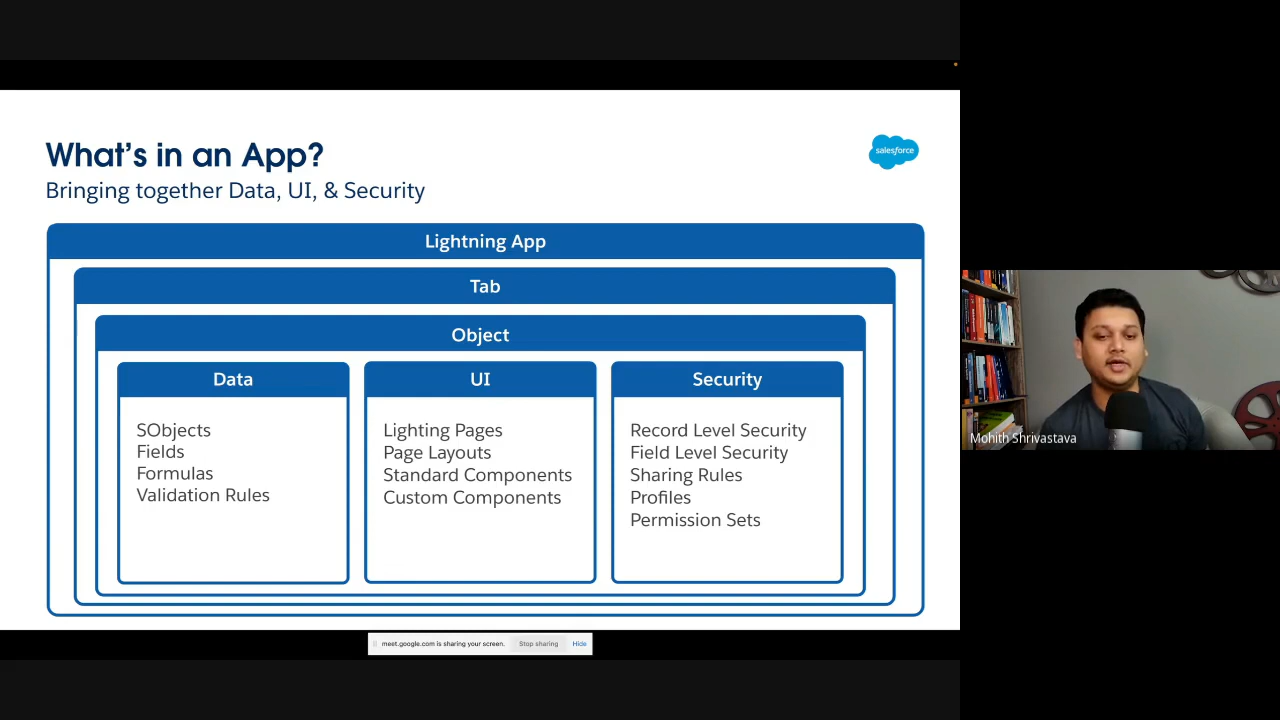 What's in an App?
salesforce
Bringing together Data, UI, & Security
Lightning App
Tab
Object
Data
UI
Security
SObjects
Fields
Formulas
Validation Rules
Lighting Pages
Page Layouts
Standard Components
Custom Components
Record Level Security
Field Level Security
Sharing Rules
Profiles
Permission Sets
Mohith Shrivastava
meet.google.com is sharing your screen. Stop sharing Hide